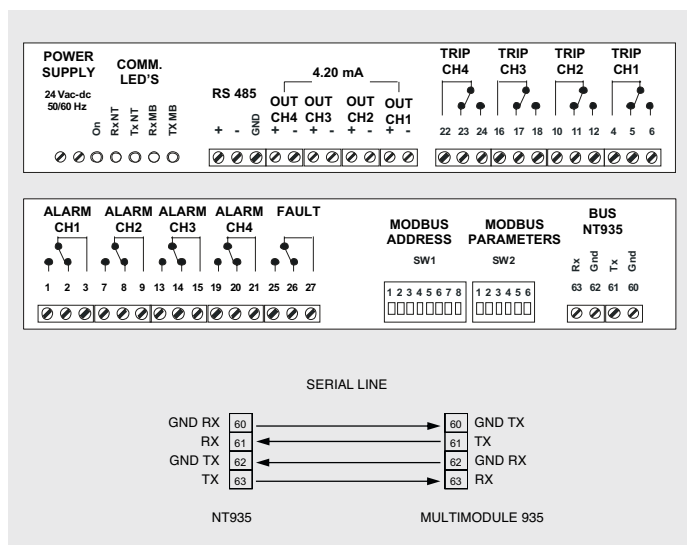 POWER SUPPLY
24 Vac-dc
50/60 Hz
COMM. LED'S
On
RxNT
TxNT
RxMB
TXMB
RS 485
+ - GND
4.20 mA
OUT CH4 OUT CH3 OUT CH2 OUT CH1
+ - + - + - + -
TRIP CH4 TRIP CH3 TRIP CH2 TRIP CH1
22 23 24 16 17 18 10 11 12 4 5 6
ALARM CH1 ALARM CH2 ALARM CH3 ALARM CH4 FAULT
1 2 3 7 8 9 13 14 15 19 20 21 25 26 27
MODBUS ADDRESS
SW1
1 2 3 4 5 6 7 8
MODBUS PARAMETERS
SW2
1 2 3 4 5 6
BUS NT935
Rx Gnd Tx Gnd
63 62 61 60
SERIAL LINE
GND RX 60 60 GND TX
RX 61 61 TX
GND TX 62 62 GND RX
TX 63 63 RX
NT935 MULTIMODULE 935